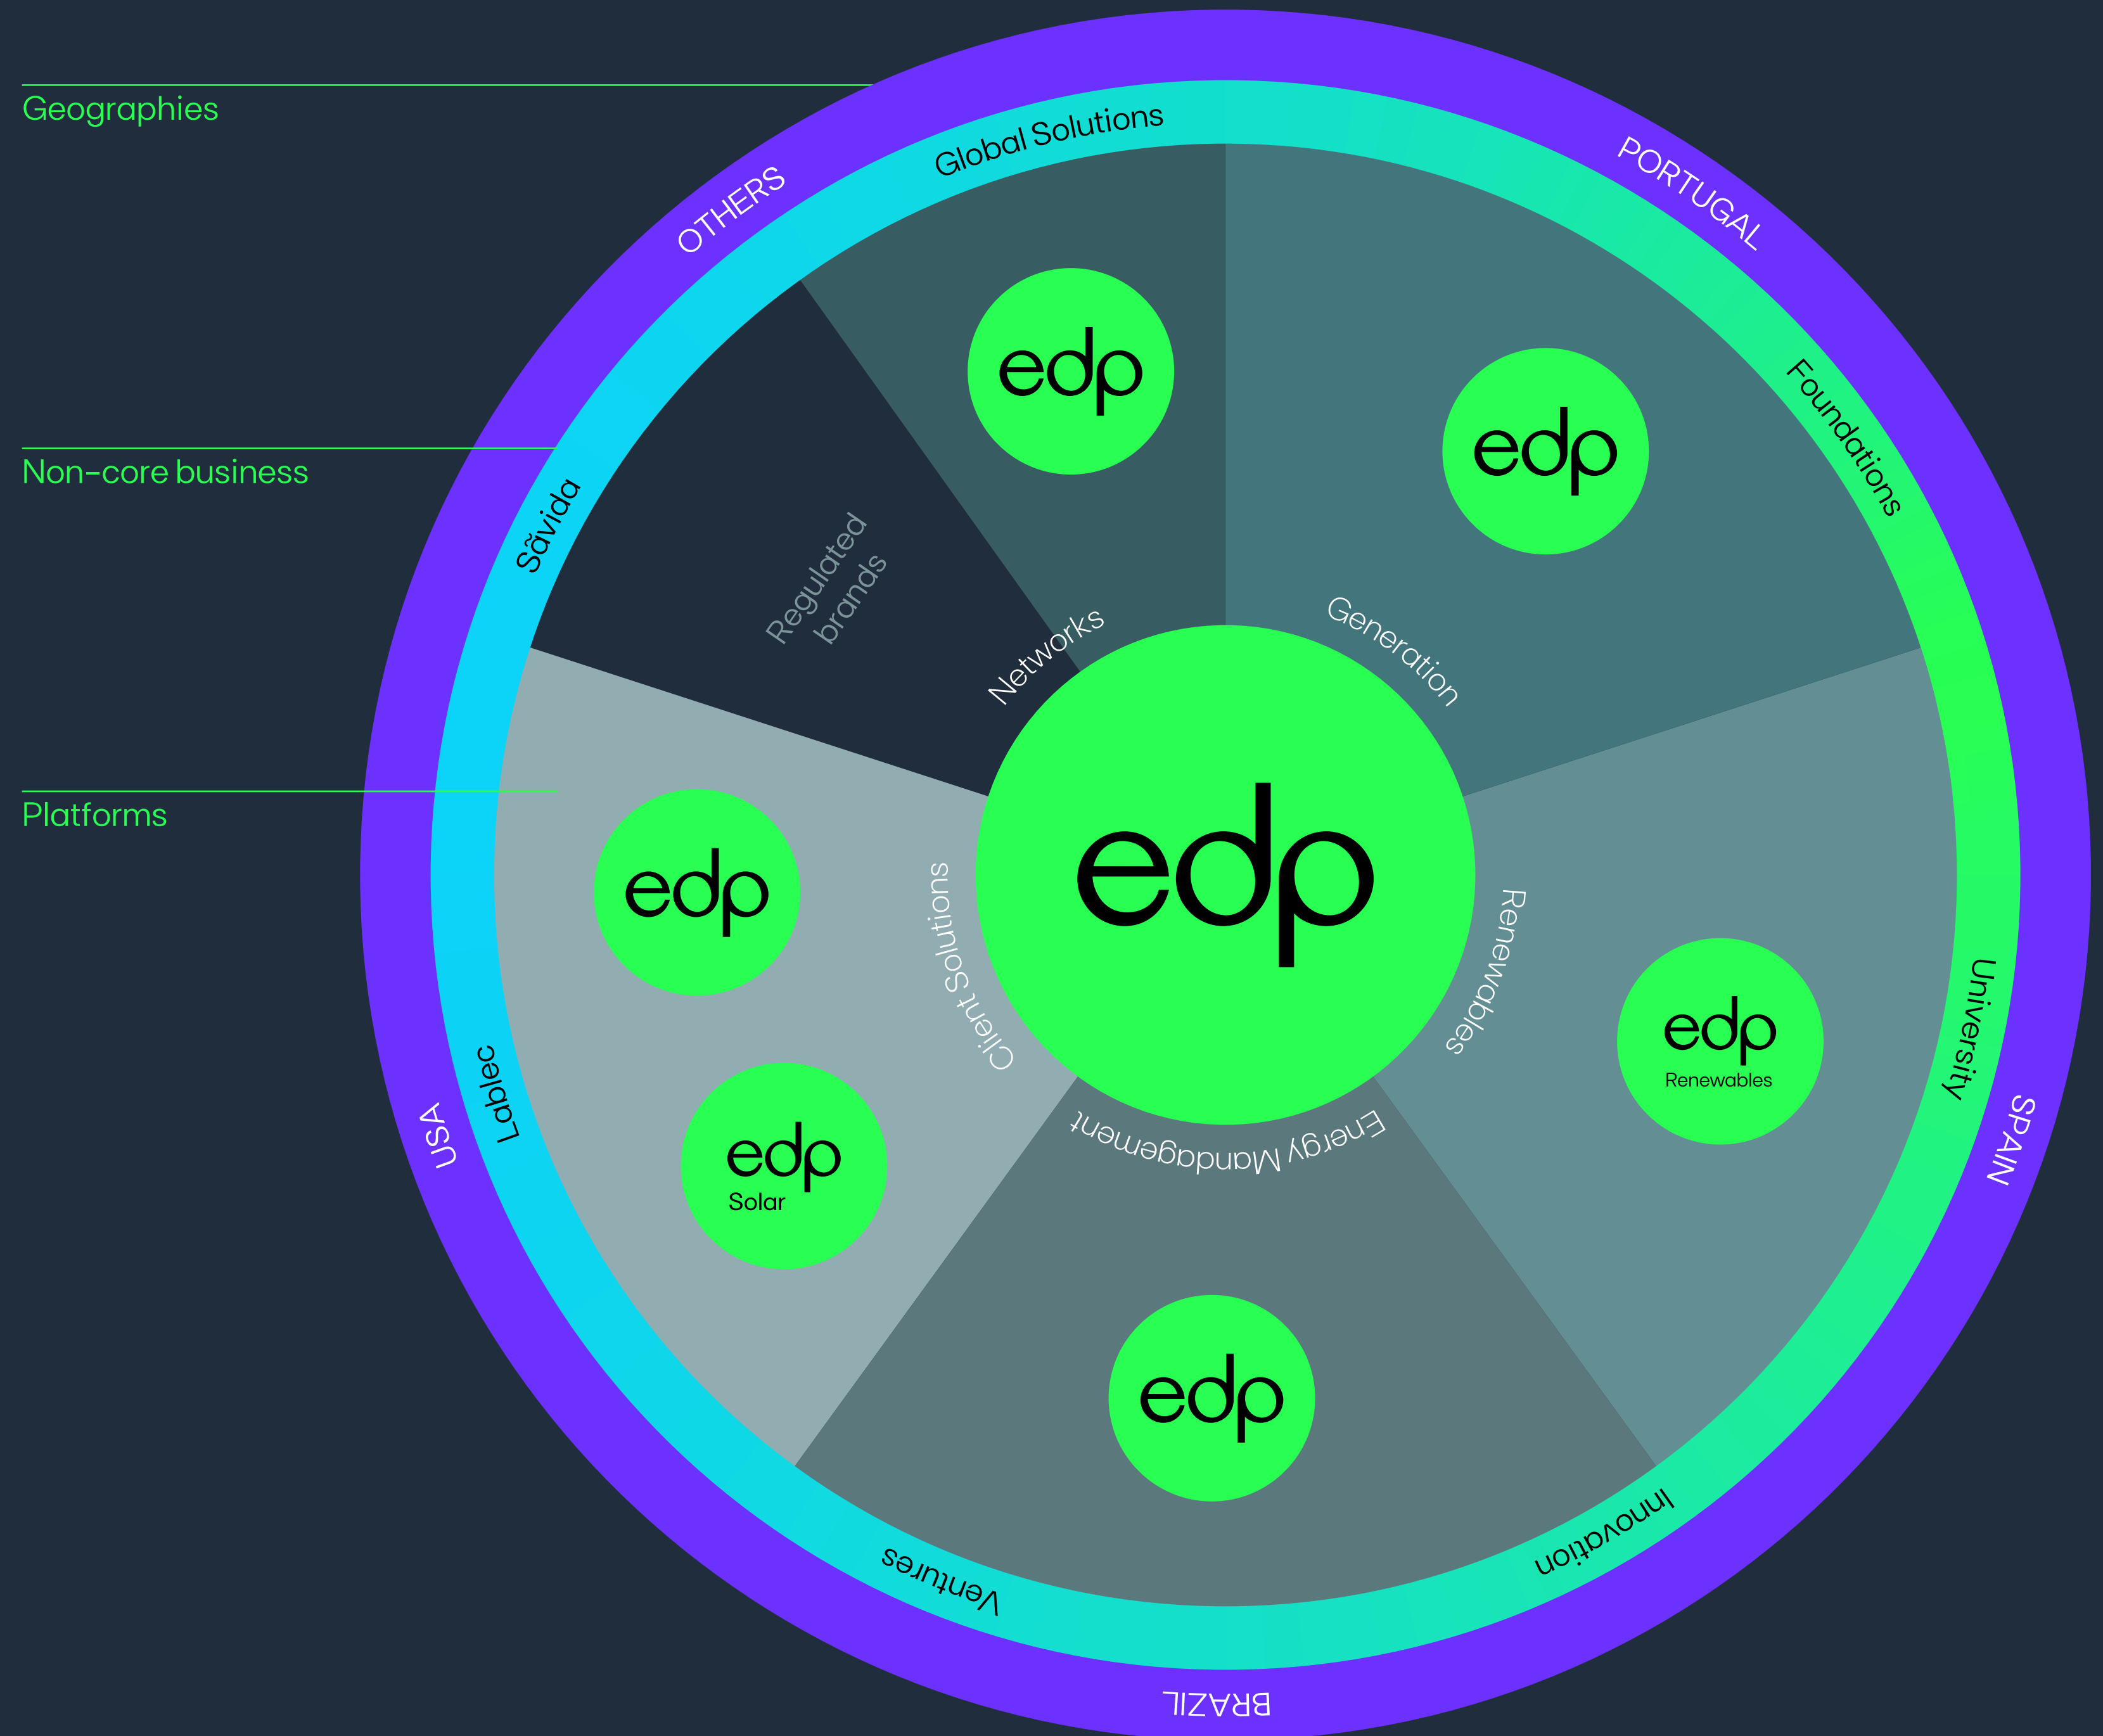 Geographies
Non-core business
Platforms
OTHERS
PORTUGAL
SPAIN
BRAZIL
USA
Global Solutions
Foundations
University
Innovation
Ventures
Lablec
Sãvida
Regulated
brands
Networks
Generation
Renewables
Energy Management
Client Solutions
edp
edp
edp
edp
Renewables
edp
edp
edp
Solar